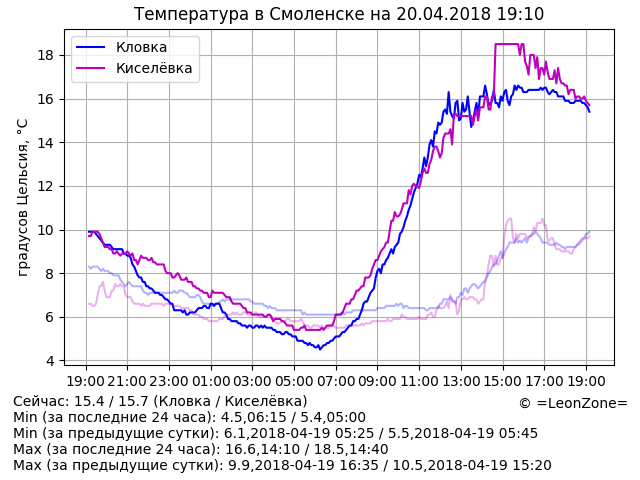 Температура в Смоленске на 20.04.2018 19:10
Кловка
Киселёвка
градусов Цельсия, °C
18
16
14
12
10
8
6
4
19:00 21:00 23:00 01:00 03:00 05:00 07:00 09:00 11:00 13:00 15:00 17:00 19:00
Сейчас: 15.4 / 15.7 (Кловка / Киселёвка)
© =LeonZone=
Min (за последние 24 часа): 4.5,06:15 / 5.4,05:00
Min (за предыдущие сутки): 6.1,2018-04-19 05:25 / 5.5,2018-04-19 05:45
Max (за последние 24 часа): 16.6,14:10 / 18.5,14:40
Max (за предыдущие сутки): 9.9,2018-04-19 16:35 / 10.5,2018-04-19 15:20